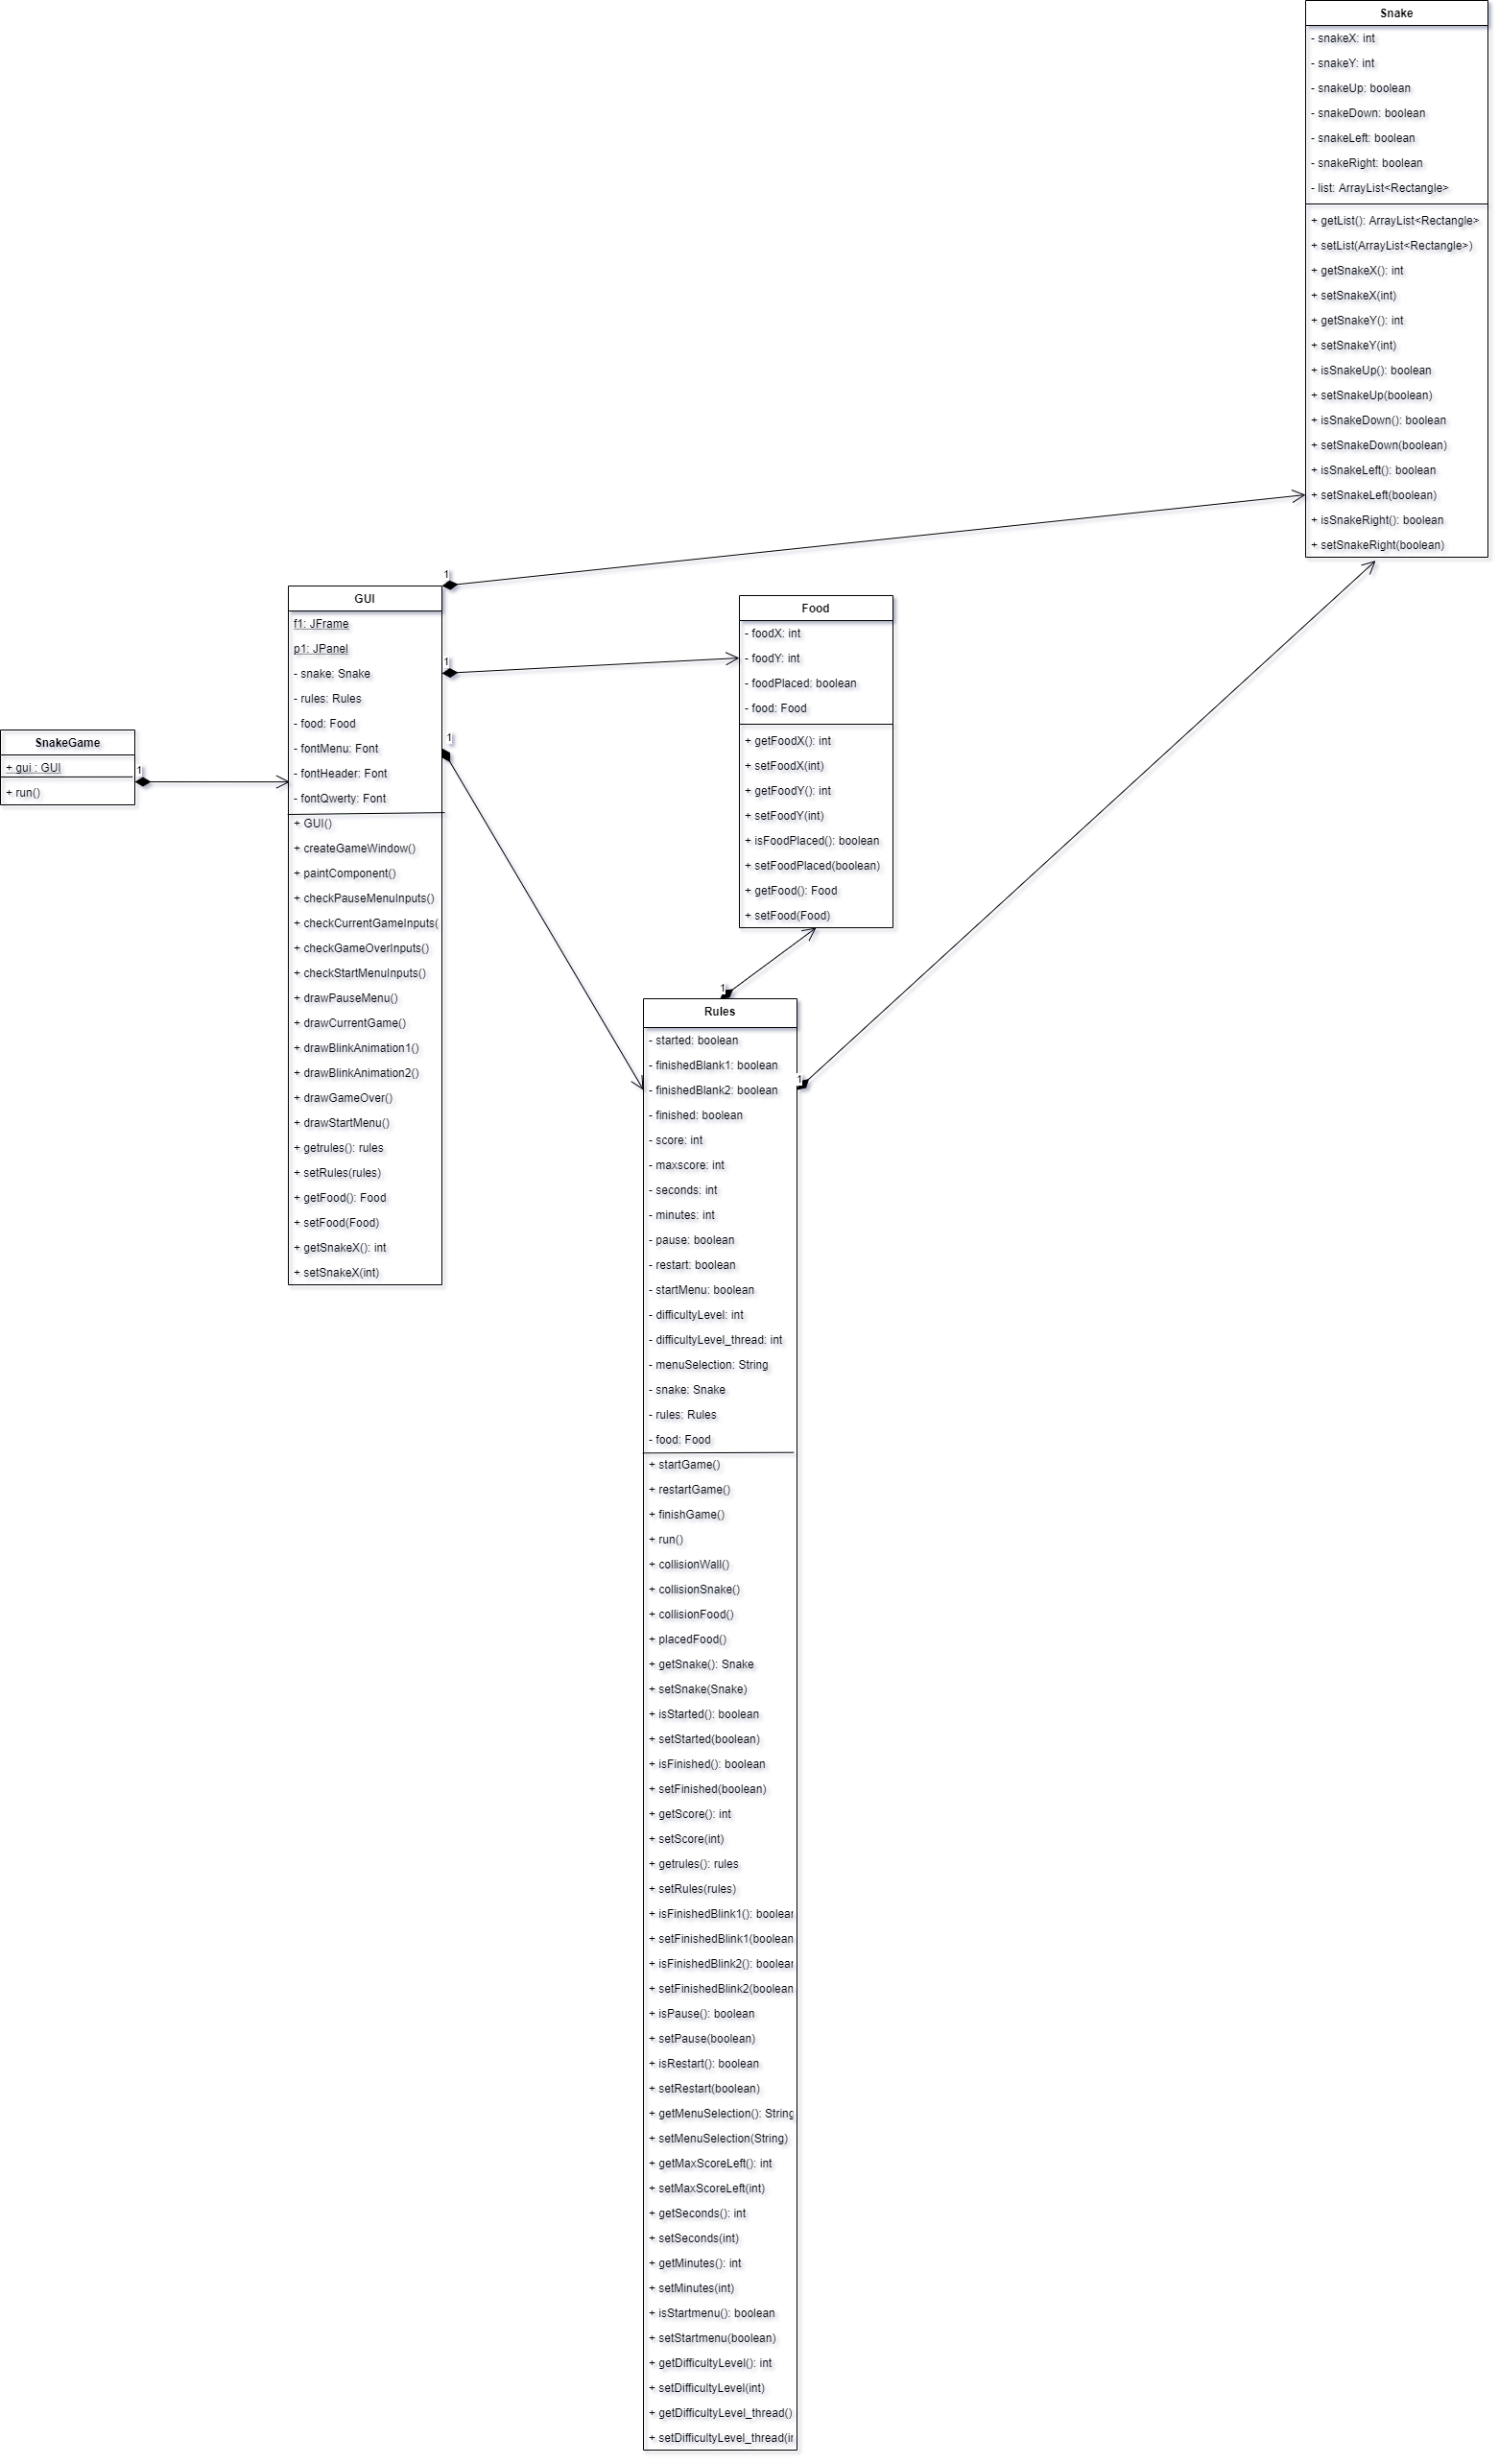 Snake
- snakeX: int
- snakeY: int
- snakeUp: boolean
- snakeDown: boolean
- snakeLeft: boolean
- snakeRight: boolean
- list: ArrayList<Rectangle>
+ getList(): ArrayList<Rectangle>
+ setList(ArrayList<Rectangle>)
+ getSnakeX(): int
+ setSnakeX(int)
+ getSnakeY(): int
+ setSnakeY(int)
+ isSnakeUp(): boolean
+ setSnakeUp(boolean)
+ isSnakeDown(): boolean
+ setSnakeDown(boolean)
+ isSnakeLeft(): boolean
+ setSnakeLeft(boolean)
+ isSnakeRight(): boolean
+ setSnakeRight(boolean)
SnakeGame
+ gui : GUI
+ run()
1
GUI
f1: JFrame
p1: JPanel
- snake: Snake
- rules: Rules
- food: Food
- fontMenu: Font
- fontHeader: Font
- fontQwerty: Font
+ GUI()
+ createGameWindow()
+ paintComponent()
+ checkPauseMenuInputs()
+ checkCurrentGameInputs(
+ checkGameOverInputs()
+ checkStartMenuInputs()
+ drawPauseMenu()
+ drawCurrentGame()
+ drawBlinkAnimation1()
+ drawBlinkAnimation2()
+ drawGameOver()
+ drawStartMenu()
+ getrules(): rules
+ setRules(rules)
+ getFood(): Food
+ setFood(Food)
+ getSnakeX(): int
+ setSnakeX(int)
1
1
1
Food
- foodX: int
- foodY: int
- foodPlaced: boolean
- food: Food
+ getFoodX(): int
+ setFoodX(int)
+ getFoodY(): int
+ setFoodY(int)
+ isFoodPlaced(): boolean
+ setFoodPlaced(boolean)
+ getFood(): Food
+ setFood(Food)
1
Rules
- started: boolean
- finishedBlank1: boolean
- finishedBlank2: boolean
- finished: boolean
- score: int
- maxscore: int
- seconds: int
- minutes: int
- pause: boolean
- restart: boolean
- startMenu: boolean
- difficultyLevel: int
- difficultyLevel_thread: int
- menuSelection: String
- snake: Snake
- rules: Rules
- food: Food
+ startGame()
+ restartGame()
+ finishGame()
+ run()
+ collisionWall()
+ collisionSnake()
+ collisionFood()
+ placedFood()
+ getSnake(): Snake
+ setSnake(Snake)
+ isStarted(): boolean
+ setStarted(boolean)
+ isFinished(): boolean
+ setFinished(boolean)
+ getScore(): int
+ setScore(int)
+ getrules(): rules
+ setRules(rules)
+ isFinishedBlink1(): boolean
+ setFinishedBlink1(boolean
+ isFinishedBlink2(): boolean
+ setFinishedBlink2(boolean
+ isPause(): boolean
+ setPause(boolean)
+ isRestart(): boolean
+ setRestart(boolean)
+ getMenuSelection(): String
+ setMenuSelection(String)
+ getMaxScoreLeft(): int
+ setMaxScoreLeft(int)
+ getSeconds(): int
+ setSeconds(int)
+ getMinutes(): int
+ setMinutes(int)
+ isStartmenu(): boolean
+ setStartmenu(boolean)
+ getDifficultyLevel(): int
+ setDifficultyLevel(int)
+ getDifficultyLevel_thread()
+ setDifficultyLevel_thread(in
1